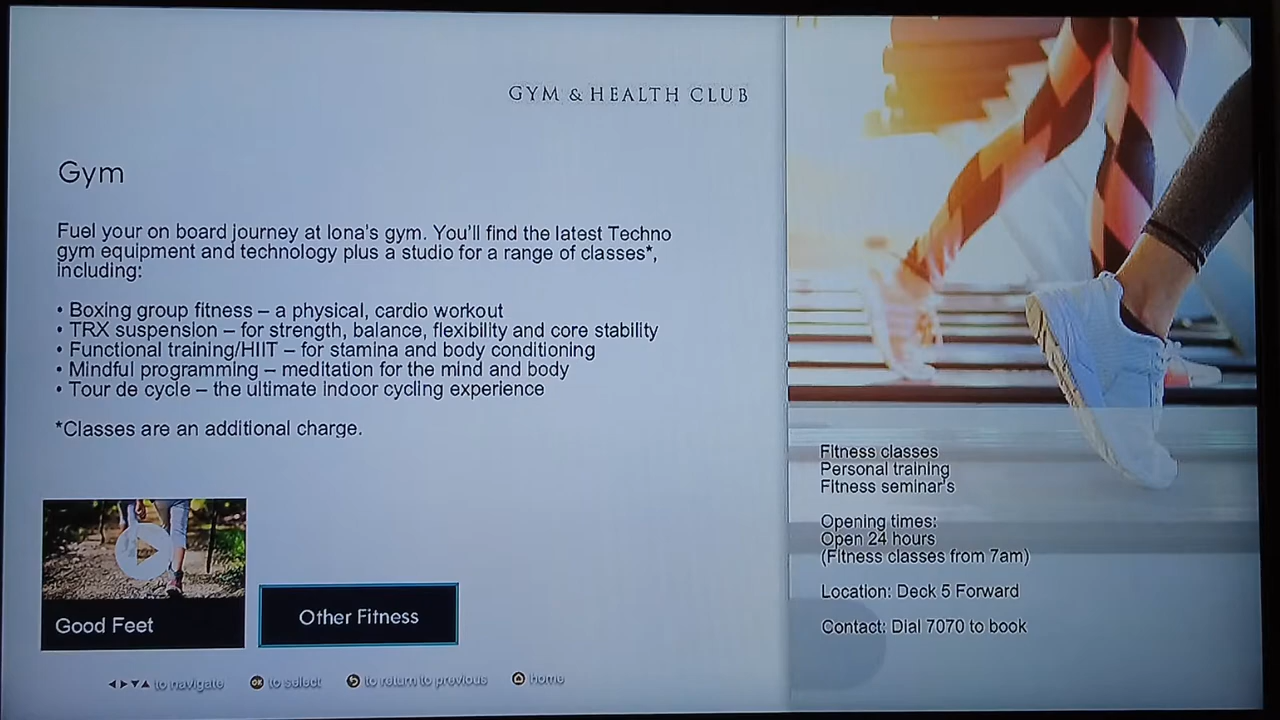 GYM & HEALTH CLUB
Gym
Fuel your on board journey at Iona's gym. You'll find the latest Techno
gym equipment and technology plus a studio for a range of classes*,
including:
• Boxing group fitness – a physical, cardio workout
• TRX suspension – for strength, balance, flexibility and core stability
• Functional training/HIIT – for stamina and body conditioning
• Mindful programming – meditation for the mind and body
• Tour de cycle – the ultimate indoor cycling experience
*Classes are an additional charge.
Good Feet
Other Fitness
to navigate
OK to select
to return to previous
home
Fitness classes
Personal training
Fitness seminar's
Opening times:
Open 24 hours
(Fitness classes from 7am)
Location: Deck 5 Forward
Contact: Dial 7070 to book